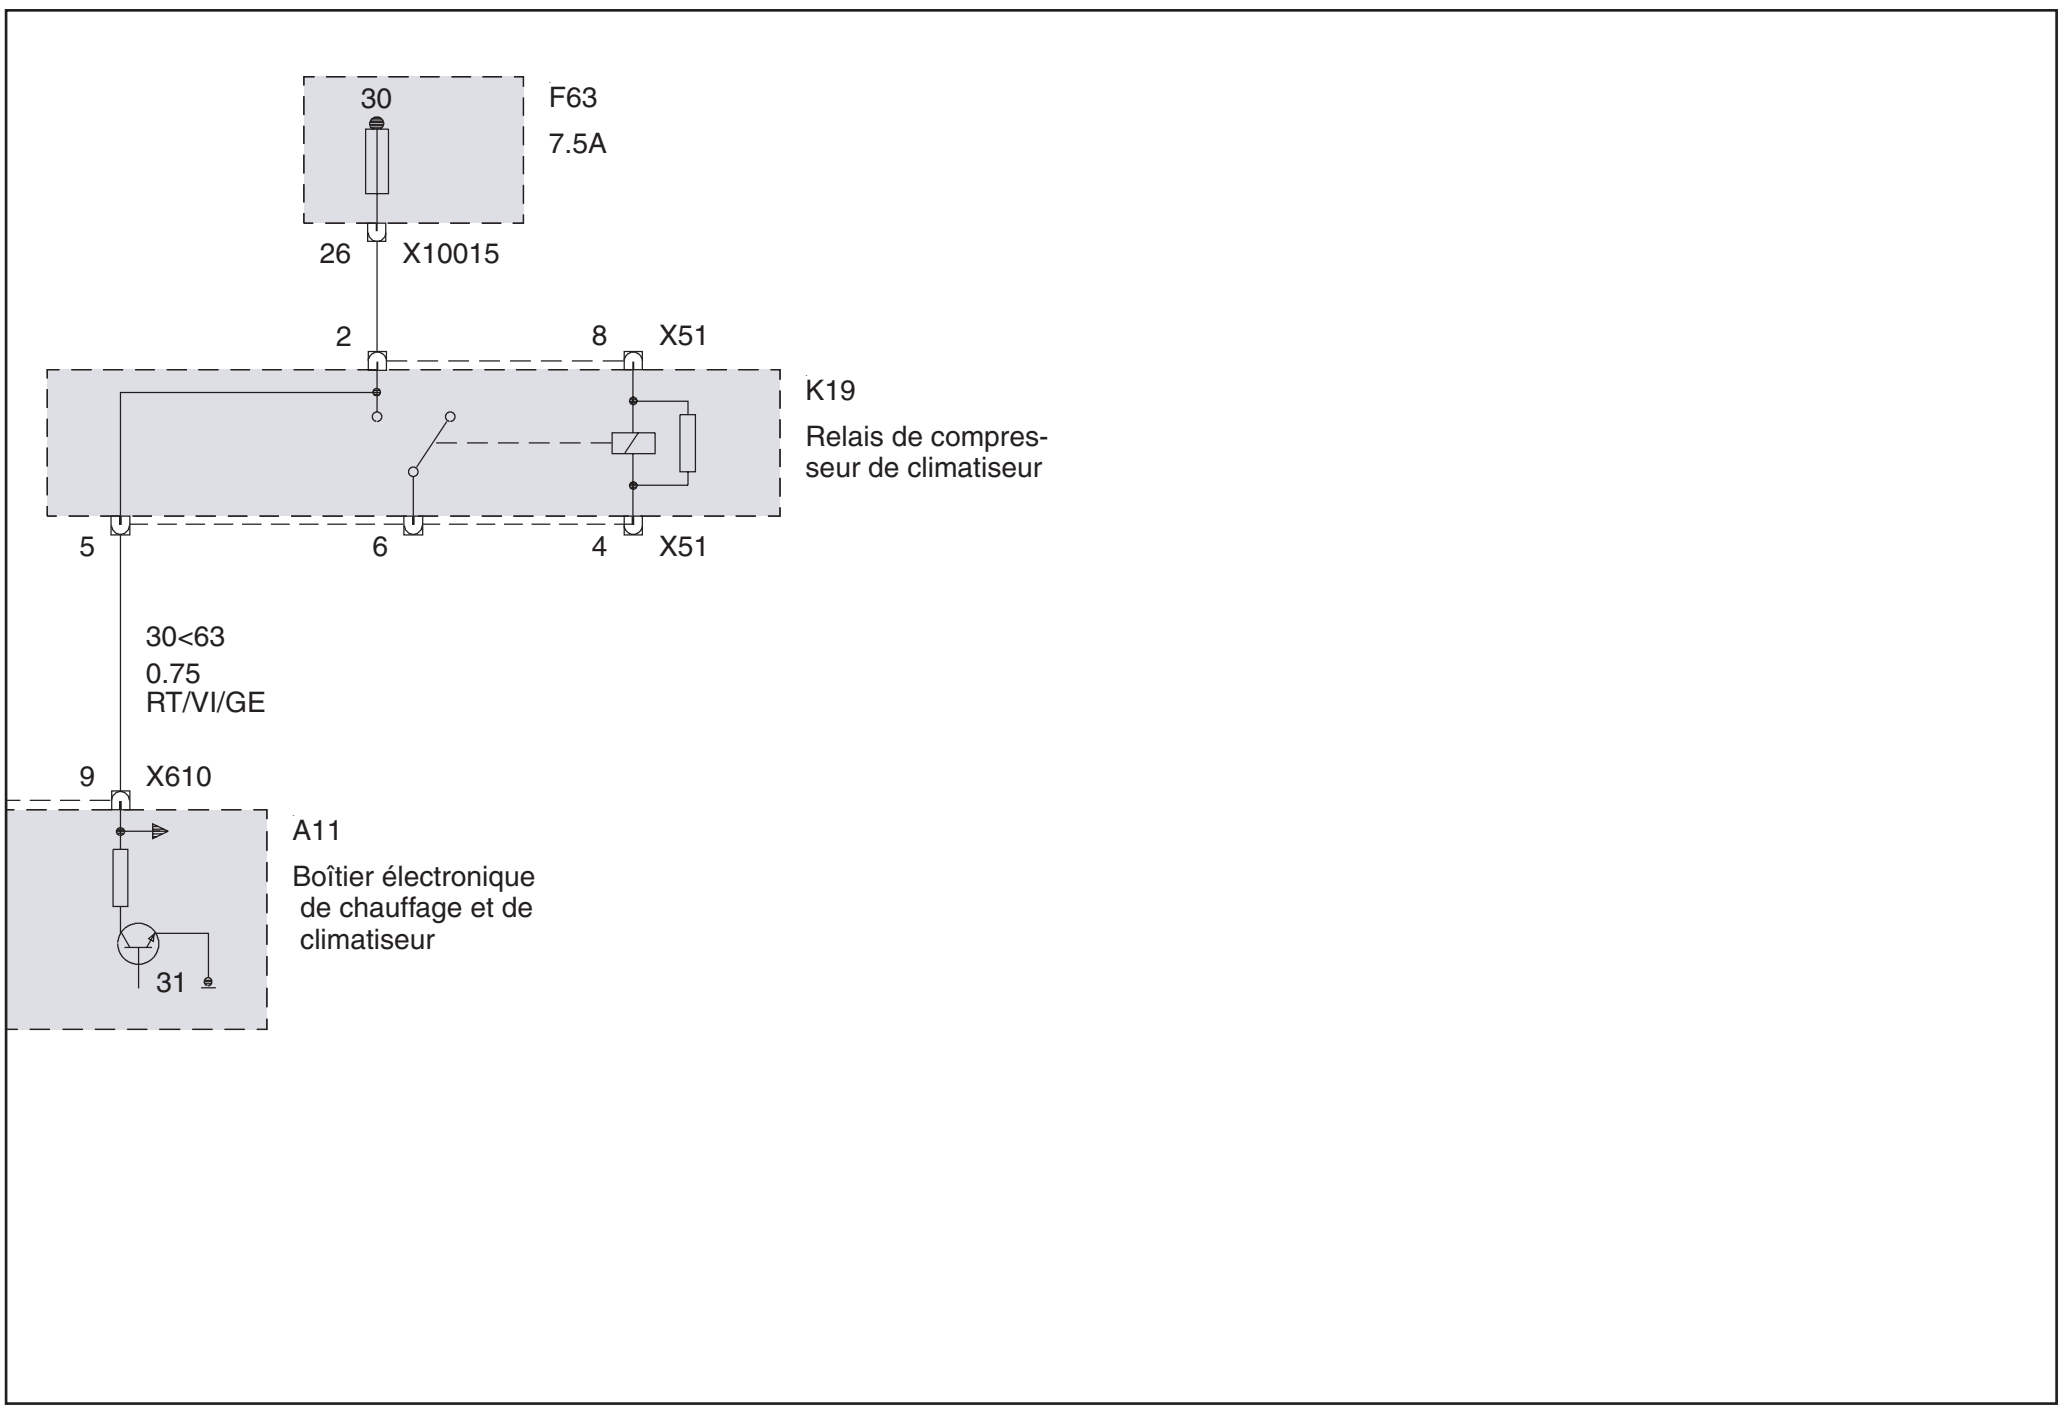 30
F63
7.5A
26 X10015
2 8 X51
K19
Relais de compres-
seur de climatiseur
5 6 4 X51
30<63
0.75
RT/VI/GE
9 X610
A11
Boîtier électronique
de chauffage et de
climatiseur
31